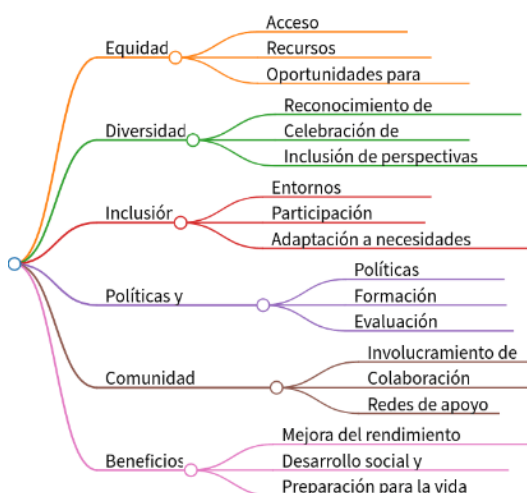 Equidad
Acceso
Recursos
Oportunidades para
Diversidad
Reconocimiento de
Celebración de
Inclusión de perspectivas
Inclusión
Entornos
Participación
Adaptación a necesidades
Políticas y
Políticas
Formación
Evaluación
Comunidad
Involucramiento de
Colaboración
Redes de apoyo
Beneficios
Mejora del rendimiento
Desarrollo social y
Preparación para la vida